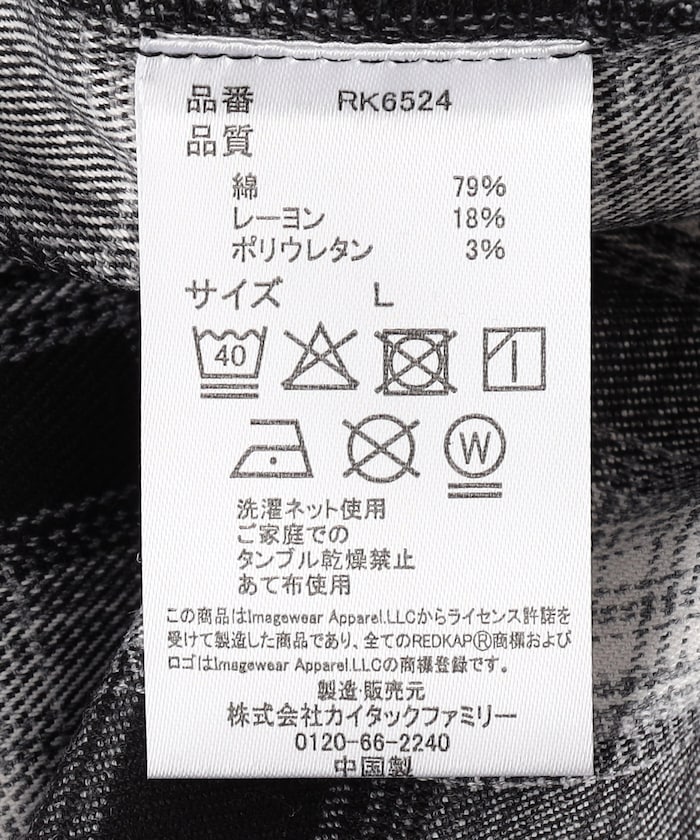 品番 RK6524
品質
綿 79%
レーヨン 18%
ポリウレタン 3%
サイズ L
40
W
洗濯ネット使用
ご家庭での
タンブル乾燥禁止
あて布使用
この商品はImagewear Apparel.LLCからライセンス許諾を
受けて製造した商品であり、全てのREDKAPⓇ商標および
ロゴはImagewear Apparel.LLCの商標登録です。
製造・販売元
株式会社カイタックファミリー
0120-66-2240
中国製